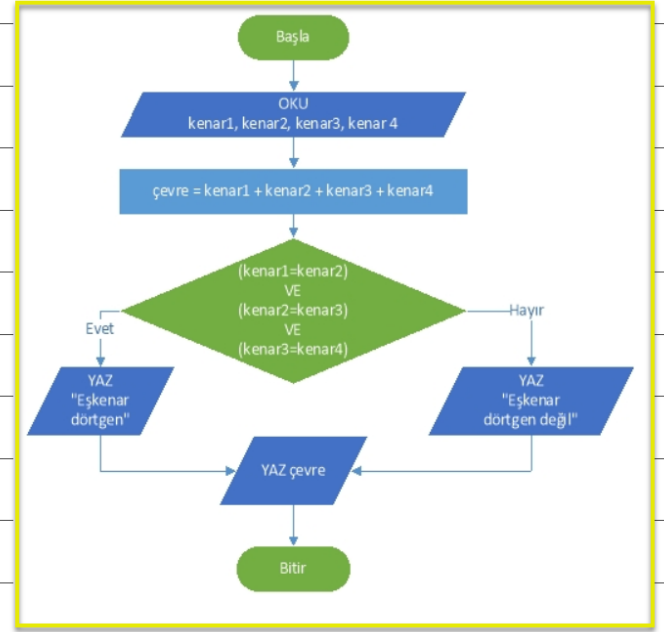 Başla
OKU
kenar1, kenar2, kenar3, kenar 4
çevre = kenar1 + kenar2 + kenar3 + kenar4
(kenar1=kenar2)
VE
(kenar2=kenar3)
VE
(kenar3=kenar4)
Evet
Hayır
YAZ
"Eşkenar
dörtgen"
YAZ
"Eşkenar
dörtgen değil"
YAZ çevre
Bitir